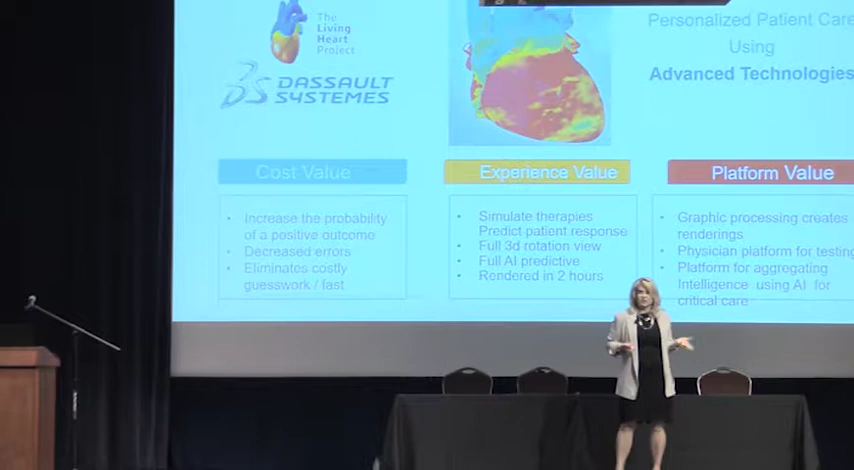 The
Living
Heart
Project
DASSAULT
SYSTEMES
Personalized Patient Care
Using
Advanced Technologies
Cost Value
• Increase the probability
of a positive outcome
• Decreased errors
• Eliminates costly
guesswork / fast
Experience Value
• Simulate therapies
Predict patient response
• Full 3d rotation view
• Full AI predictive
• Rendered in 2 hours
Platform Value
• Graphic processing creates
renderings
• Physician platform for testing
• Platform for aggregating
Intelligence using AI for
critical care